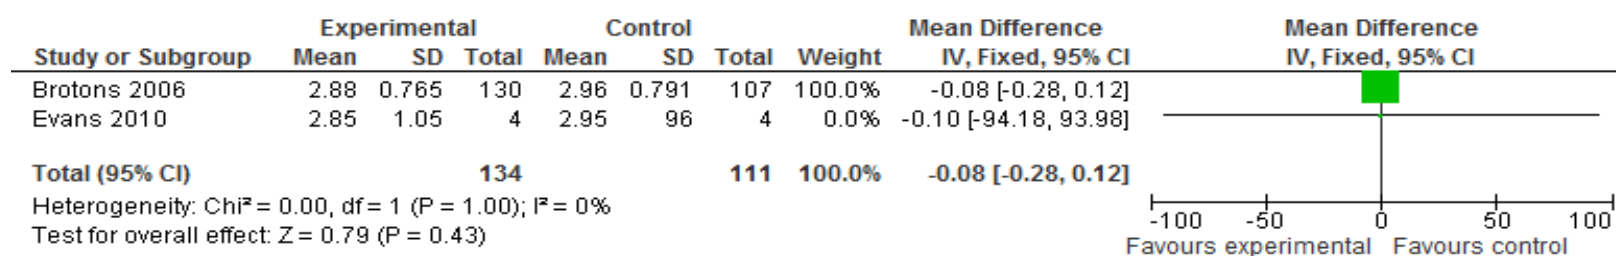 Experimental Control Mean Difference Mean Difference
Study or Subgroup Mean SD Total Mean SD Total Weight IV, Fixed, 95% CI IV, Fixed, 95% CI
Brotons 2006 2.88 0.765 130 2.96 0.791 107 100.0% -0.08 [-0.28, 0.12]
Evans 2010 2.85 1.05 4 2.95 96 4 0.0% -0.10 [-94.18, 93.98]
Total (95% CI) 134 111 100.0% -0.08 [-0.28, 0.12]
Heterogeneity: Chi² = 0.00, df = 1 (P = 1.00); I² = 0%
Test for overall effect: Z = 0.79 (P = 0.43)
-100 -50 0 50 100
Favours experimental Favours control